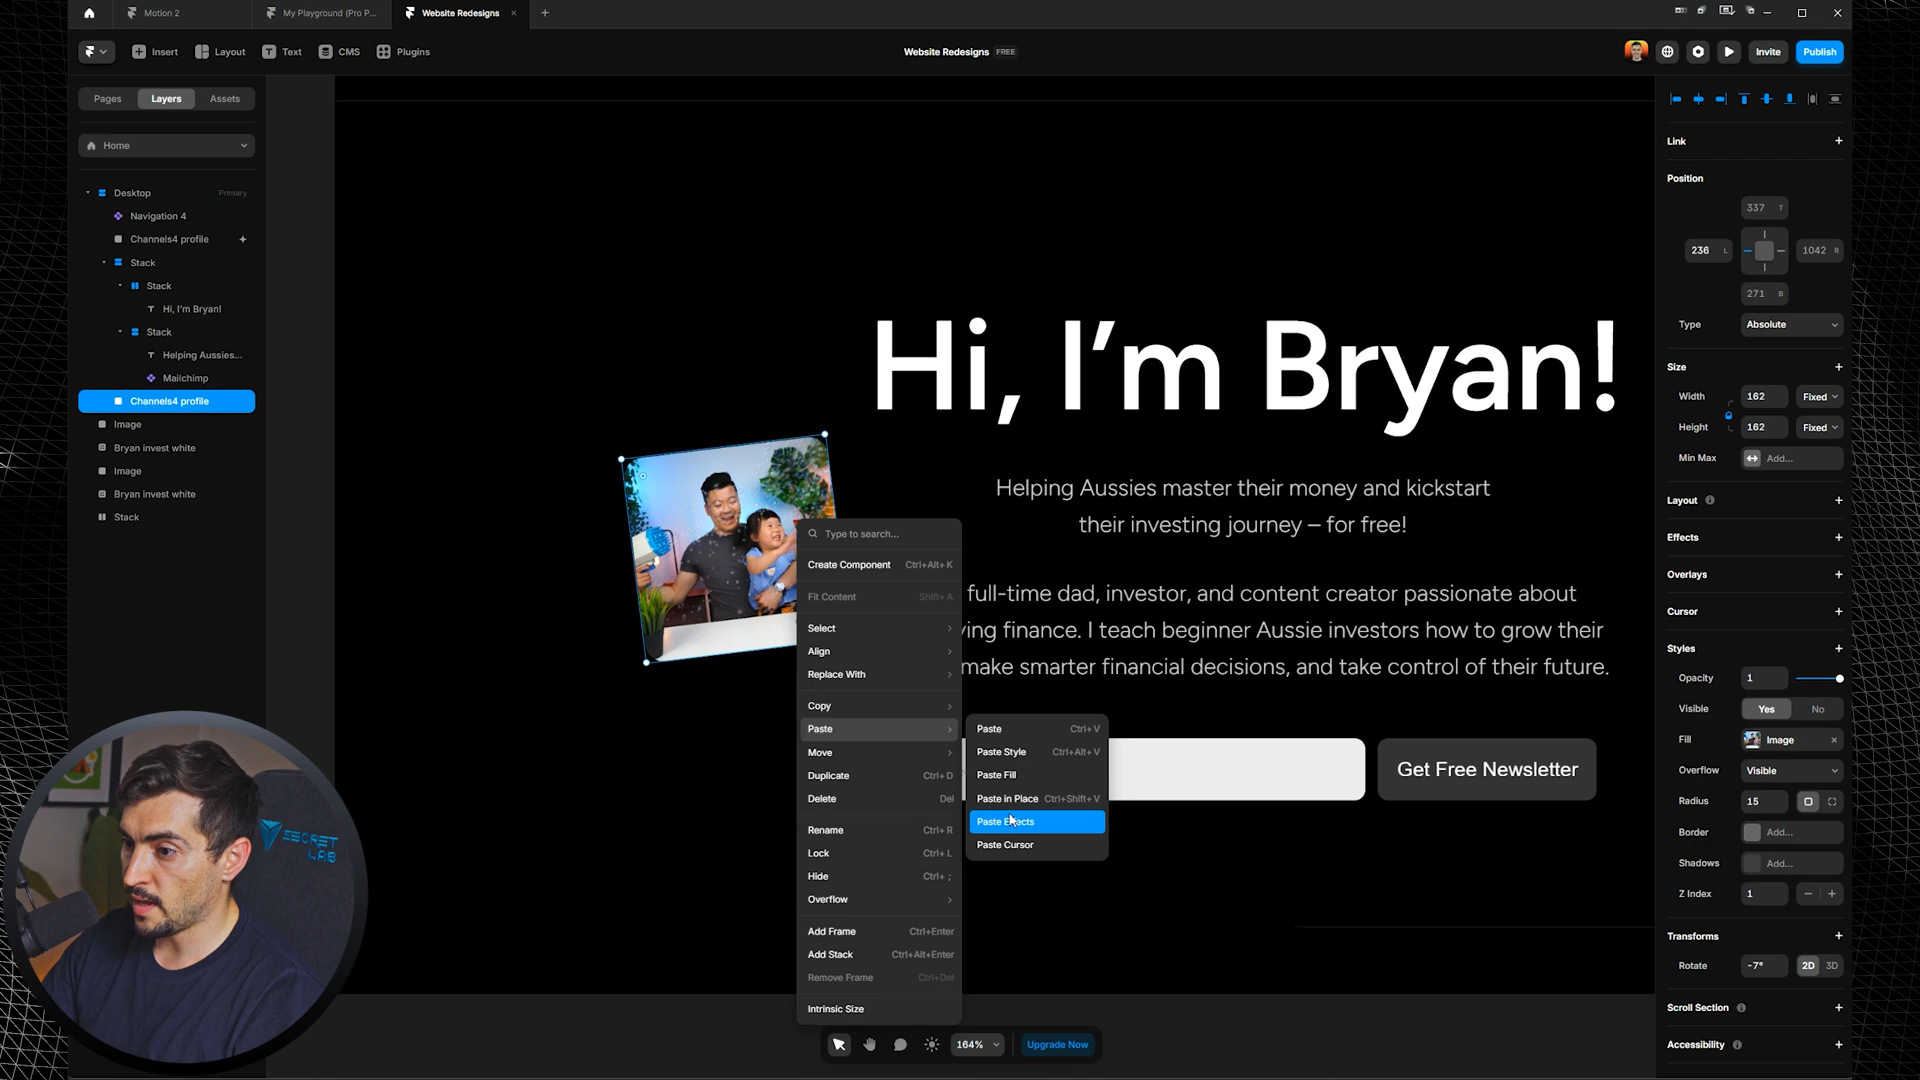 Motion 2
My Playground (Pro P...
Website Redesigns
Insert
Layout
Text
CMS
Plugins
Website Redesigns FREE
Invite
Publish
Pages
Layers
Assets
Home
Desktop
Primary
Navigation 4
Channels4 profile
Stack
Stack
Hi, I'm Bryan!
Stack
Helping Aussies...
Mailchimp
Channels4 profile
Image
Bryan invest white
Image
Bryan invest white
Stack
Hi, I’m Bryan!
Helping Aussies master their money and kickstart
their investing journey – for free!
full-time dad, investor, and content creator passionate about
ying finance. I teach beginner Aussie investors how to grow their
make smarter financial decisions, and take control of their future.
Get Free Newsletter
Type to search...
Create Component Ctrl+Alt+K
Fit Content Shift+A
Select
Align
Replace With
Copy
Paste
Move
Duplicate Ctrl+D
Delete Del
Rename Ctrl+R
Lock Ctrl+L
Hide Ctrl+;
Overflow
Add Frame Ctrl+Enter
Add Stack Ctrl+Alt+Enter
Remove Frame Ctrl+Del
Intrinsic Size
Paste Ctrl+V
Paste Style Ctrl+Alt+V
Paste Fill
Paste in Place Ctrl+Shift+V
Paste Effects
Paste Cursor
164%
Upgrade Now
Link
Position
337 T
236 L
1042 R
271 B
Type Absolute
Size
Width 162 Fixed
Height 162 Fixed
Min Max Add...
Layout
Effects
Overlays
Cursor
Styles
Opacity 1
Visible Yes No
Fill Image
Overflow Visible
Radius 15
Border Add...
Shadows Add...
Z Index 1
Transforms
Rotate -7° 2D 3D
Scroll Section
Accessibility
SECRET
LAB